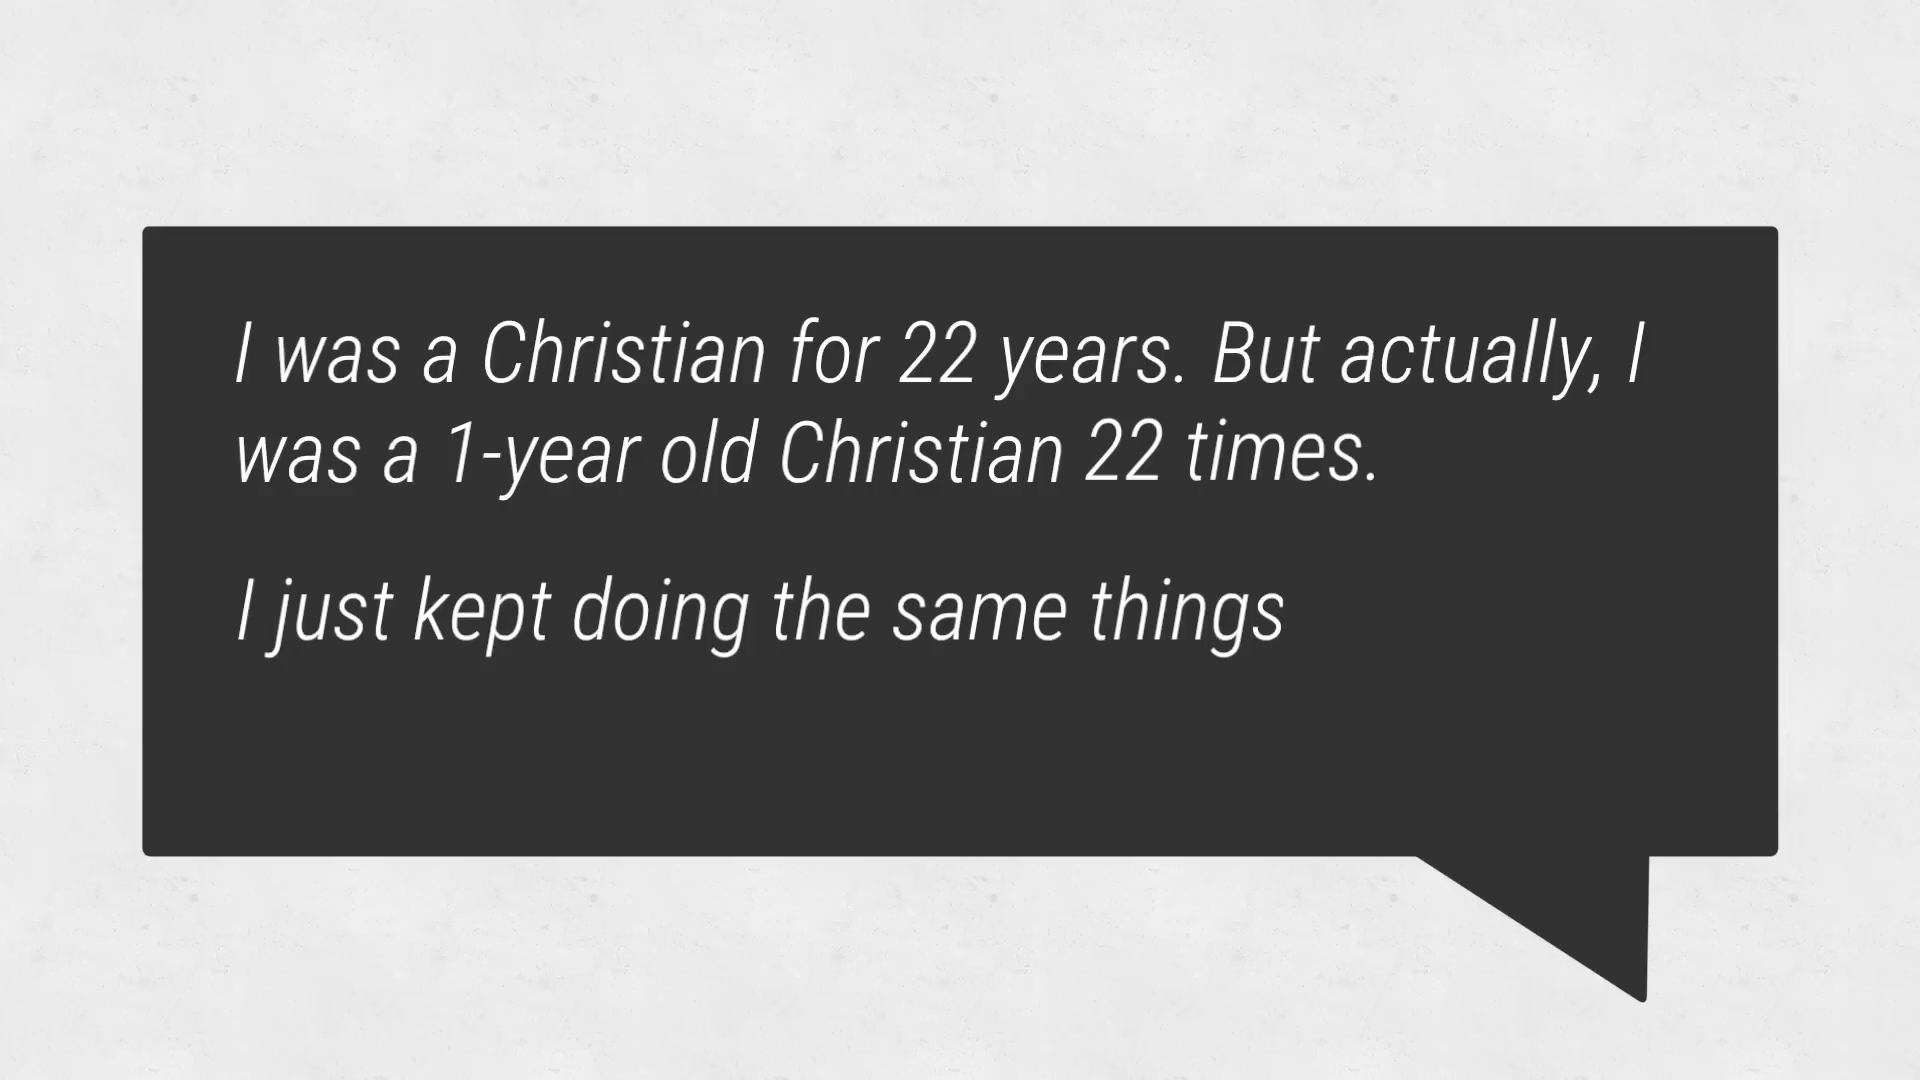 I was a Christian for 22 years. But actually, I
was a 1-year old Christian 22 times.
I just kept doing the same things